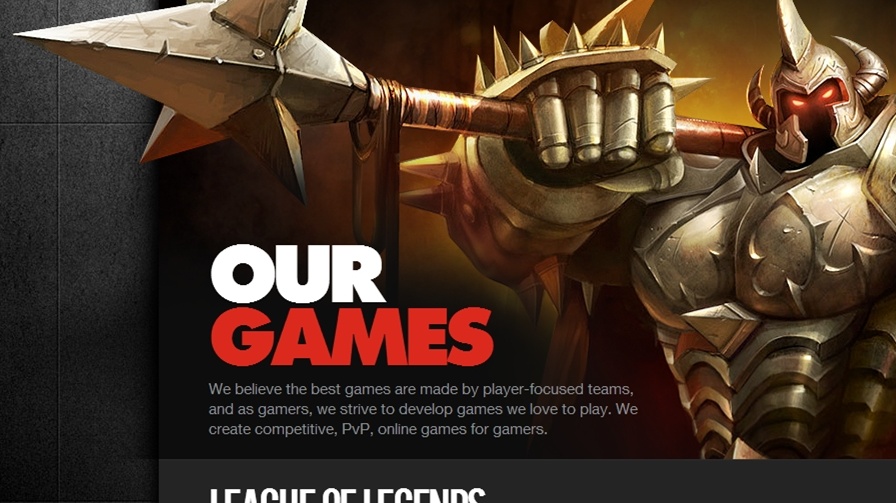 OUR
GAMES
We believe the best games are made by player-focused teams,
and as gamers, we strive to develop games we love to play. We
create competitive, PvP, online games for gamers.
LEAGUE OF LEGENDS